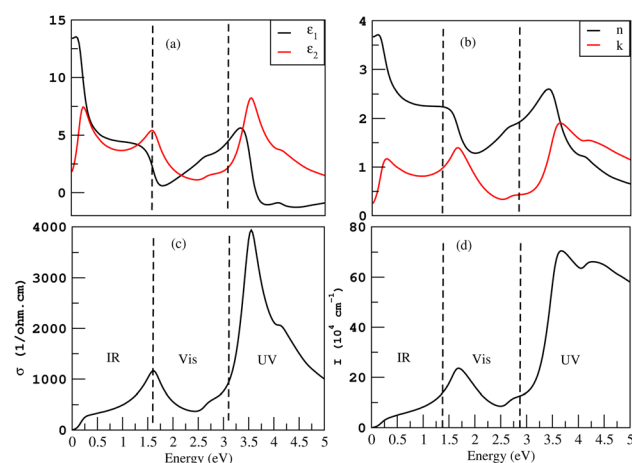 15
10
5
0
(a)
ε1
ε2
4
3
2
1
0
(b)
n
k
4000
3000
2000
1000
0
σ (1/ohm.cm)
(c)
IR
Vis
UV
0
0.5
1
1.5
2
2.5
3
3.5
4
4.5
5
Energy (eV)
80
60
40
20
0
I (10^4 cm^-1)
(d)
IR
Vis
UV
0
0.5
1
1.5
2
2.5
3
3.5
4
4.5
5
Energy (eV)